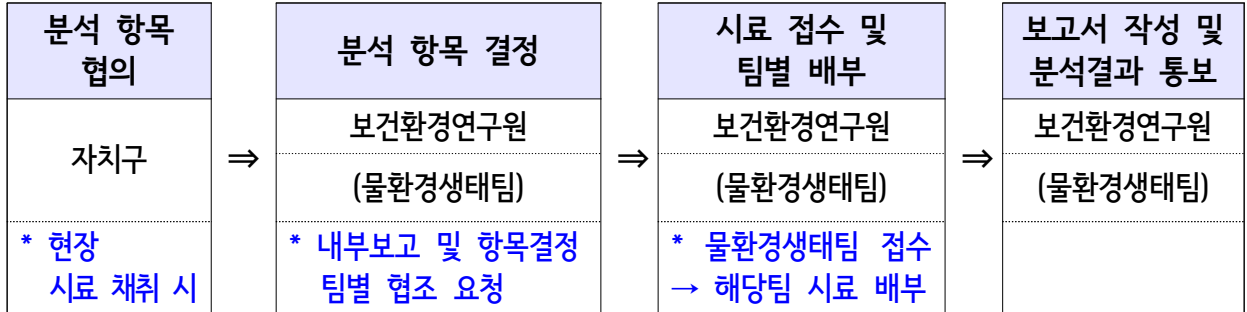 분석 항목
협의
자치구
* 현장
시료 채취 시
⇒
분석 항목 결정
보건환경연구원
(물환경생태팀)
* 내부보고 및 항목결정
팀별 협조 요청
⇒
시료 접수 및
팀별 배부
보건환경연구원
(물환경생태팀)
* 물환경생태팀 접수
→ 해당팀 시료 배부
⇒
보고서 작성 및
분석결과 통보
보건환경연구원
(물환경생태팀)